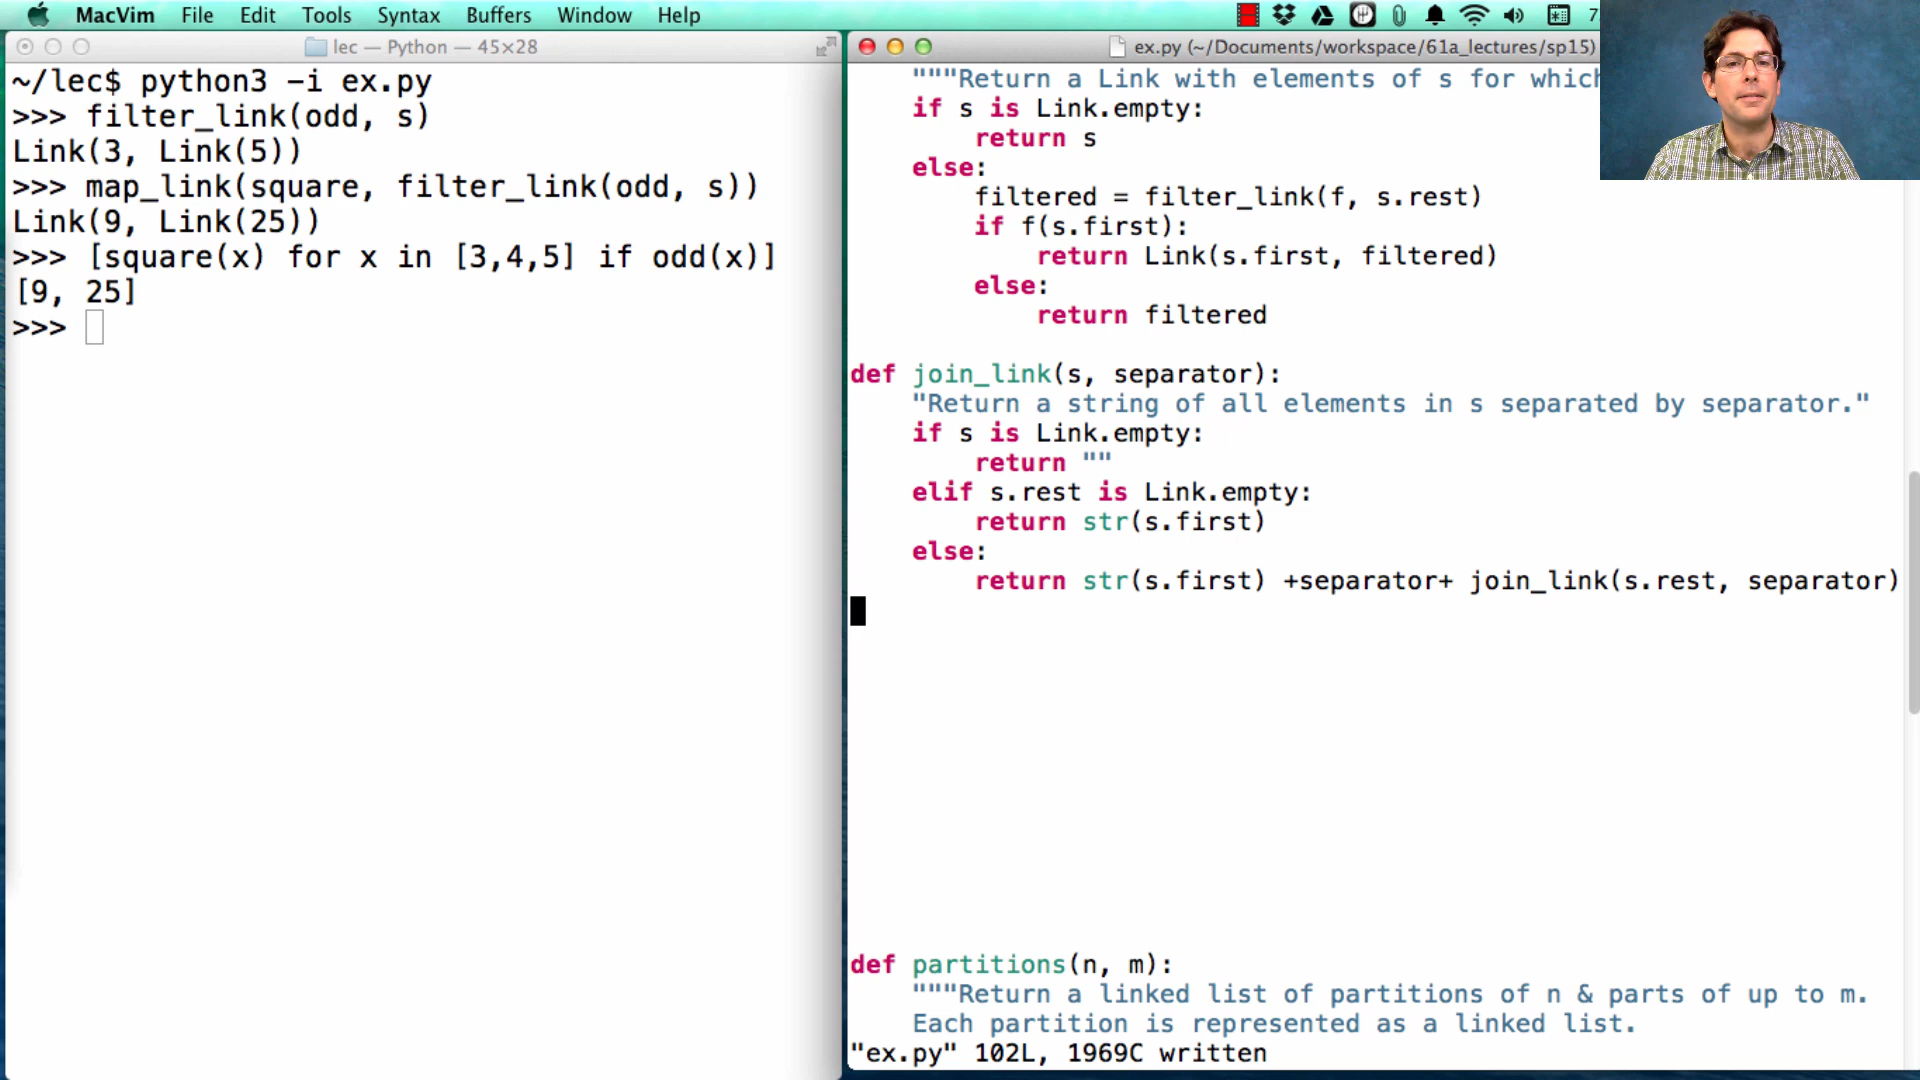 MacVim File Edit Tools Syntax Buffers Window Help 7
lec — Python — 45×28
~/lec$ python3 -i ex.py
>>> filter_link(odd, s)
Link(3, Link(5))
>>> map_link(square, filter_link(odd, s))
Link(9, Link(25))
>>> [square(x) for x in [3,4,5] if odd(x)]
[9, 25]
>>>
ex.py (~/Documents/workspace/61a_lectures/sp15)
"""Return a Link with elements of s for which
if s is Link.empty:
return s
else:
filtered = filter_link(f, s.rest)
if f(s.first):
return Link(s.first, filtered)
else:
return filtered
def join_link(s, separator):
"Return a string of all elements in s separated by separator."
if s is Link.empty:
return ""
elif s.rest is Link.empty:
return str(s.first)
else:
return str(s.first) +separator+ join_link(s.rest, separator)
def partitions(n, m):
"""Return a linked list of partitions of n & parts of up to m.
Each partition is represented as a linked list.
"ex.py" 102L, 1969C written